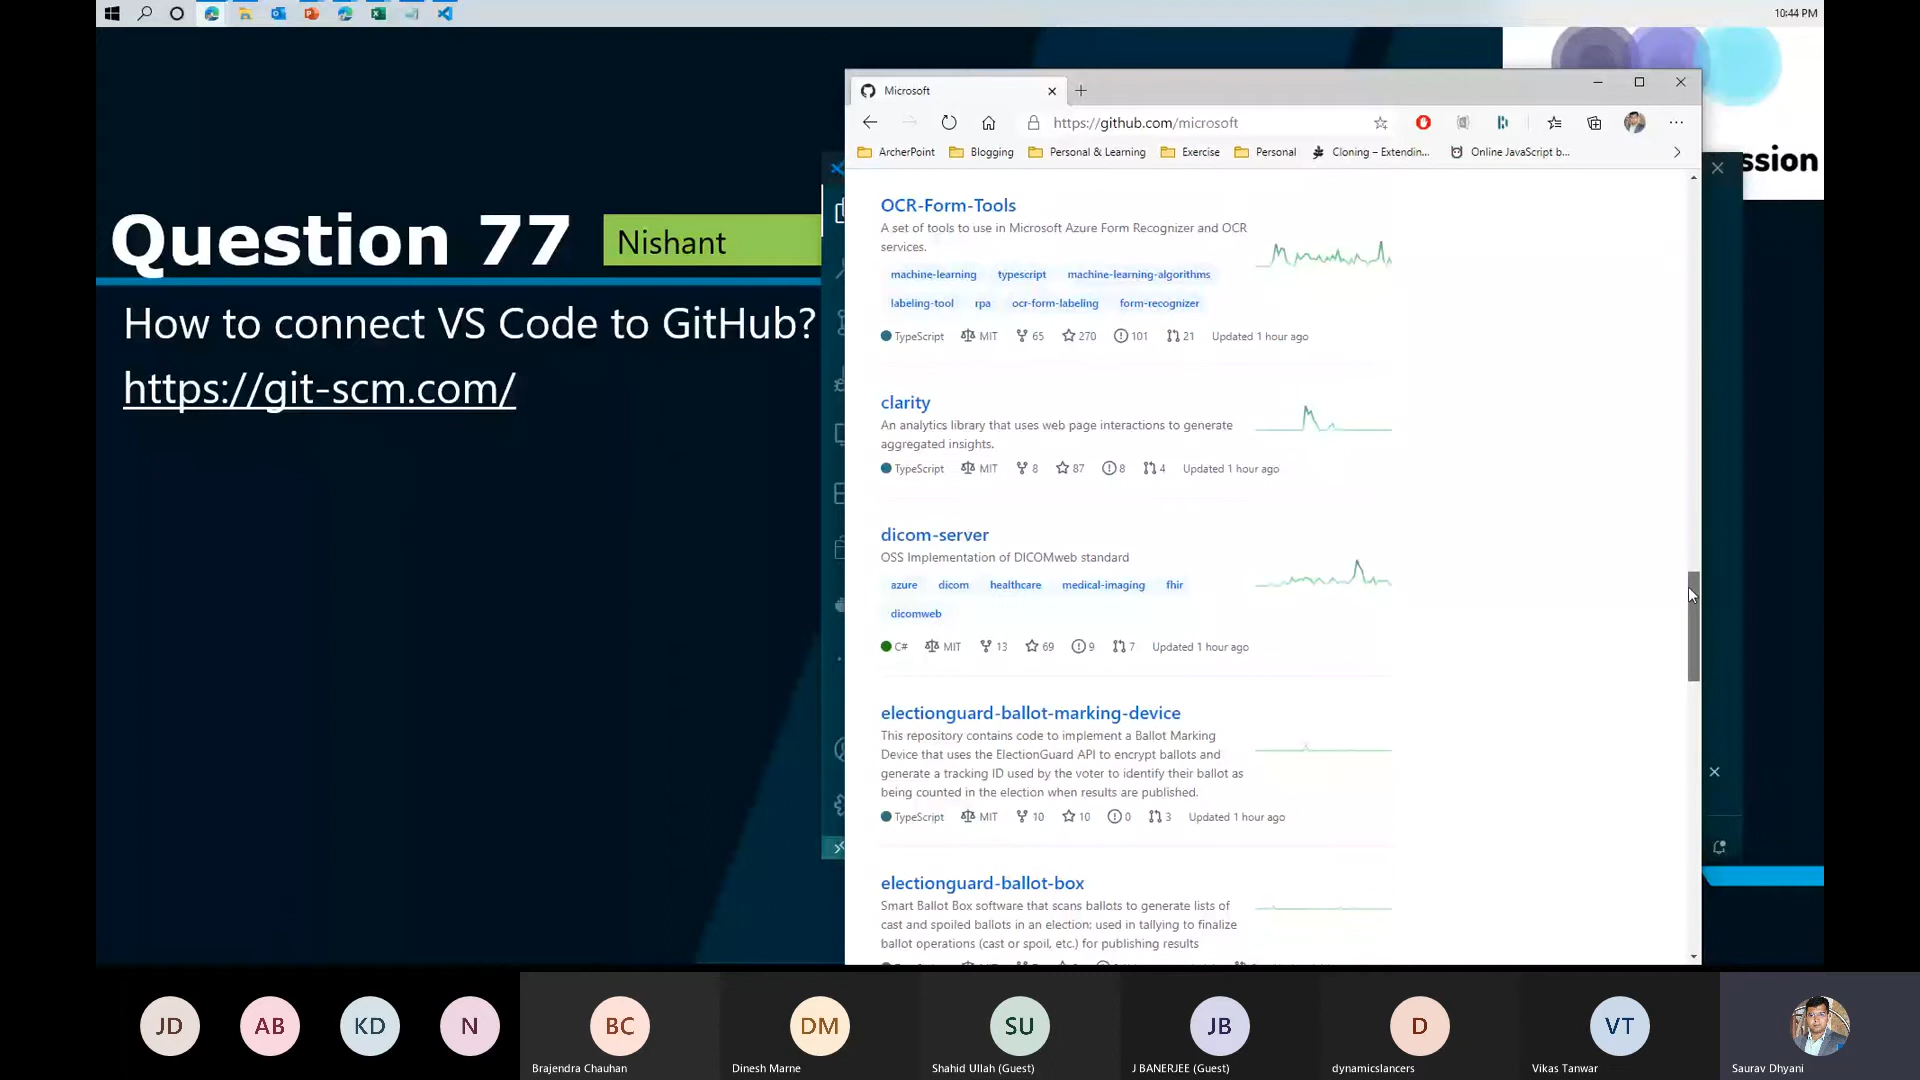 10:44 PM
ssion
Question 77
Nishant
How to connect VS Code to GitHub?
https://git-scm.com/
Microsoft
https://github.com/microsoft
ArcherPoint
Blogging
Personal & Learning
Exercise
Personal
Cloning – Extendin...
Online JavaScript b...
OCR-Form-Tools
A set of tools to use in Microsoft Azure Form Recognizer and OCR
services.
machine-learning typescript machine-learning-algorithms
labeling-tool rpa ocr-form-labeling form-recognizer
TypeScript MIT 65 270 101 21 Updated 1 hour ago
clarity
An analytics library that uses web page interactions to generate
aggregated insights.
TypeScript MIT 8 87 8 4 Updated 1 hour ago
dicom-server
OSS Implementation of DICOMweb standard
azure dicom healthcare medical-imaging fhir
dicomweb
C# MIT 13 69 9 7 Updated 1 hour ago
electionguard-ballot-marking-device
This repository contains code to implement a Ballot Marking
Device that uses the ElectionGuard API to encrypt ballots and
generate a tracking ID used by the voter to identify their ballot as
being counted in the election when results are published.
TypeScript MIT 10 10 0 3 Updated 1 hour ago
electionguard-ballot-box
Smart Ballot Box software that scans ballots to generate lists of
cast and spoiled ballots in an election; used in tallying to finalize
ballot operations (cast or spoil, etc.) for publishing results
JD
AB
KD
N
BC
DM
SU
JB
D
VT
Brajendra Chauhan
Dinesh Marne
Shahid Ullah (Guest)
J BANERJEE (Guest)
dynamicslancers
Vikas Tanwar
Saurav Dhyani